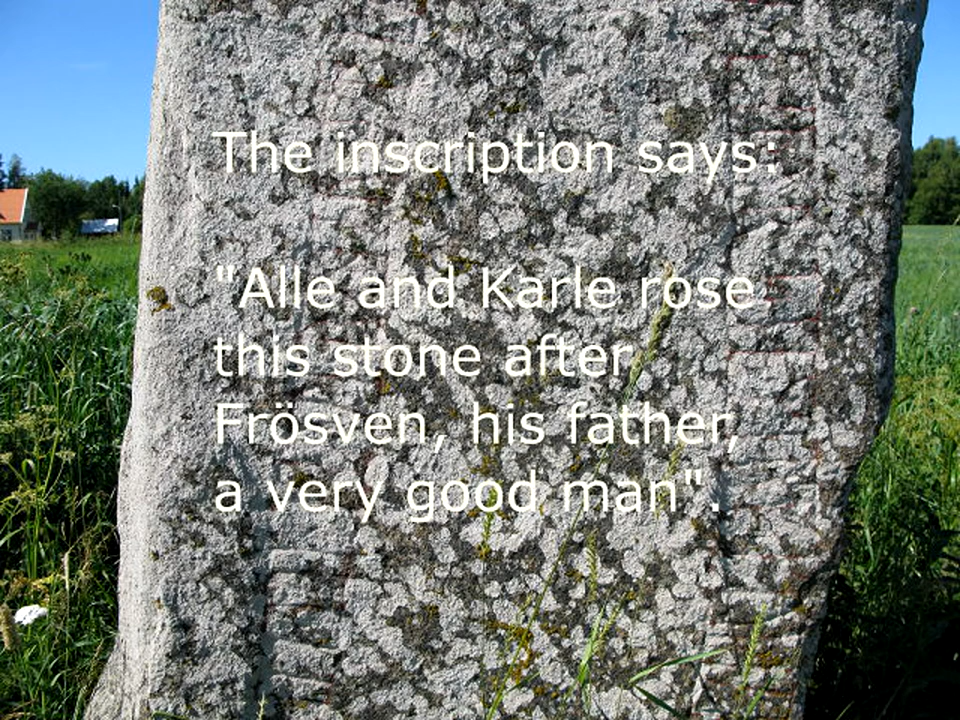 The inscription says:
"Alle and Karle rose
this stone after
Frösven, his father,
a very good man".